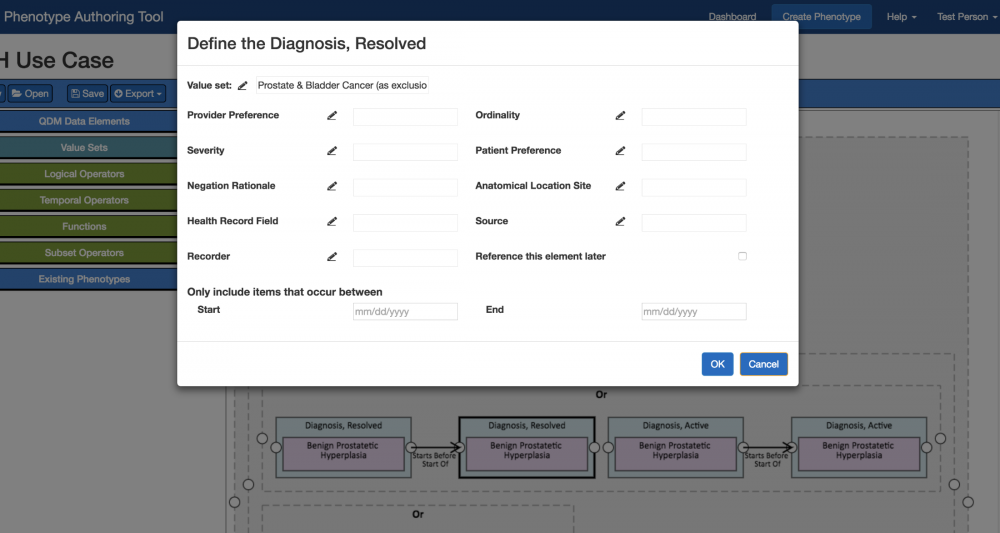 Phenotype Authoring Tool
Dashboard
Create Phenotype
Help
Test Person
H Use Case
Open
Save
Export
QDM Data Elements
Value Sets
Logical Operators
Temporal Operators
Functions
Subset Operators
Existing Phenotypes
Define the Diagnosis, Resolved
Value set:
Prostate & Bladder Cancer (as exclusio
Provider Preference
Ordinality
Severity
Patient Preference
Negation Rationale
Anatomical Location Site
Health Record Field
Source
Recorder
Reference this element later
Only include items that occur between
Start
mm/dd/yyyy
End
mm/dd/yyyy
OK
Cancel
Or
Diagnosis, Resolved
Benign Prostatetic
Hyperplasia
Starts Before
Start Of
Diagnosis, Resolved
Benign Prostatetic
Hyperplasia
Diagnosis, Active
Benign Prostatetic
Hyperplasia
Starts Before
Start Of
Diagnosis, Active
Benign Prostatetic
Hyperplasia
Or